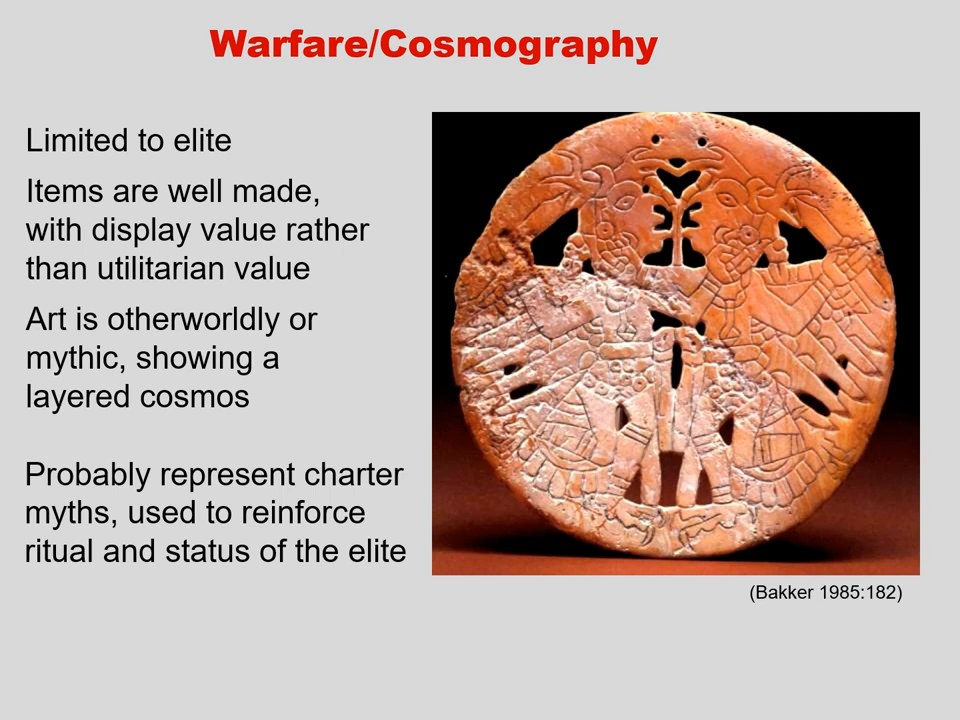 Warfare/Cosmography
Limited to elite
Items are well made,
with display value rather
than utilitarian value
Art is otherworldly or
mythic, showing a
layered cosmos
Probably represent charter
myths, used to reinforce
ritual and status of the elite
(Bakker 1985:182)